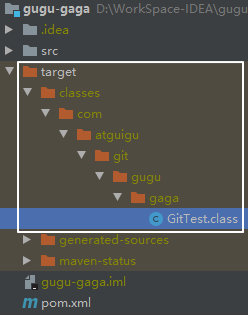 gugu-gaga D:\WorkSpace-IDEA\gugu
.idea
src
target
classes
com
atguigu
git
gugu
gaga
GitTest.class
generated-sources
maven-status
gugu-gaga.iml
pom.xml